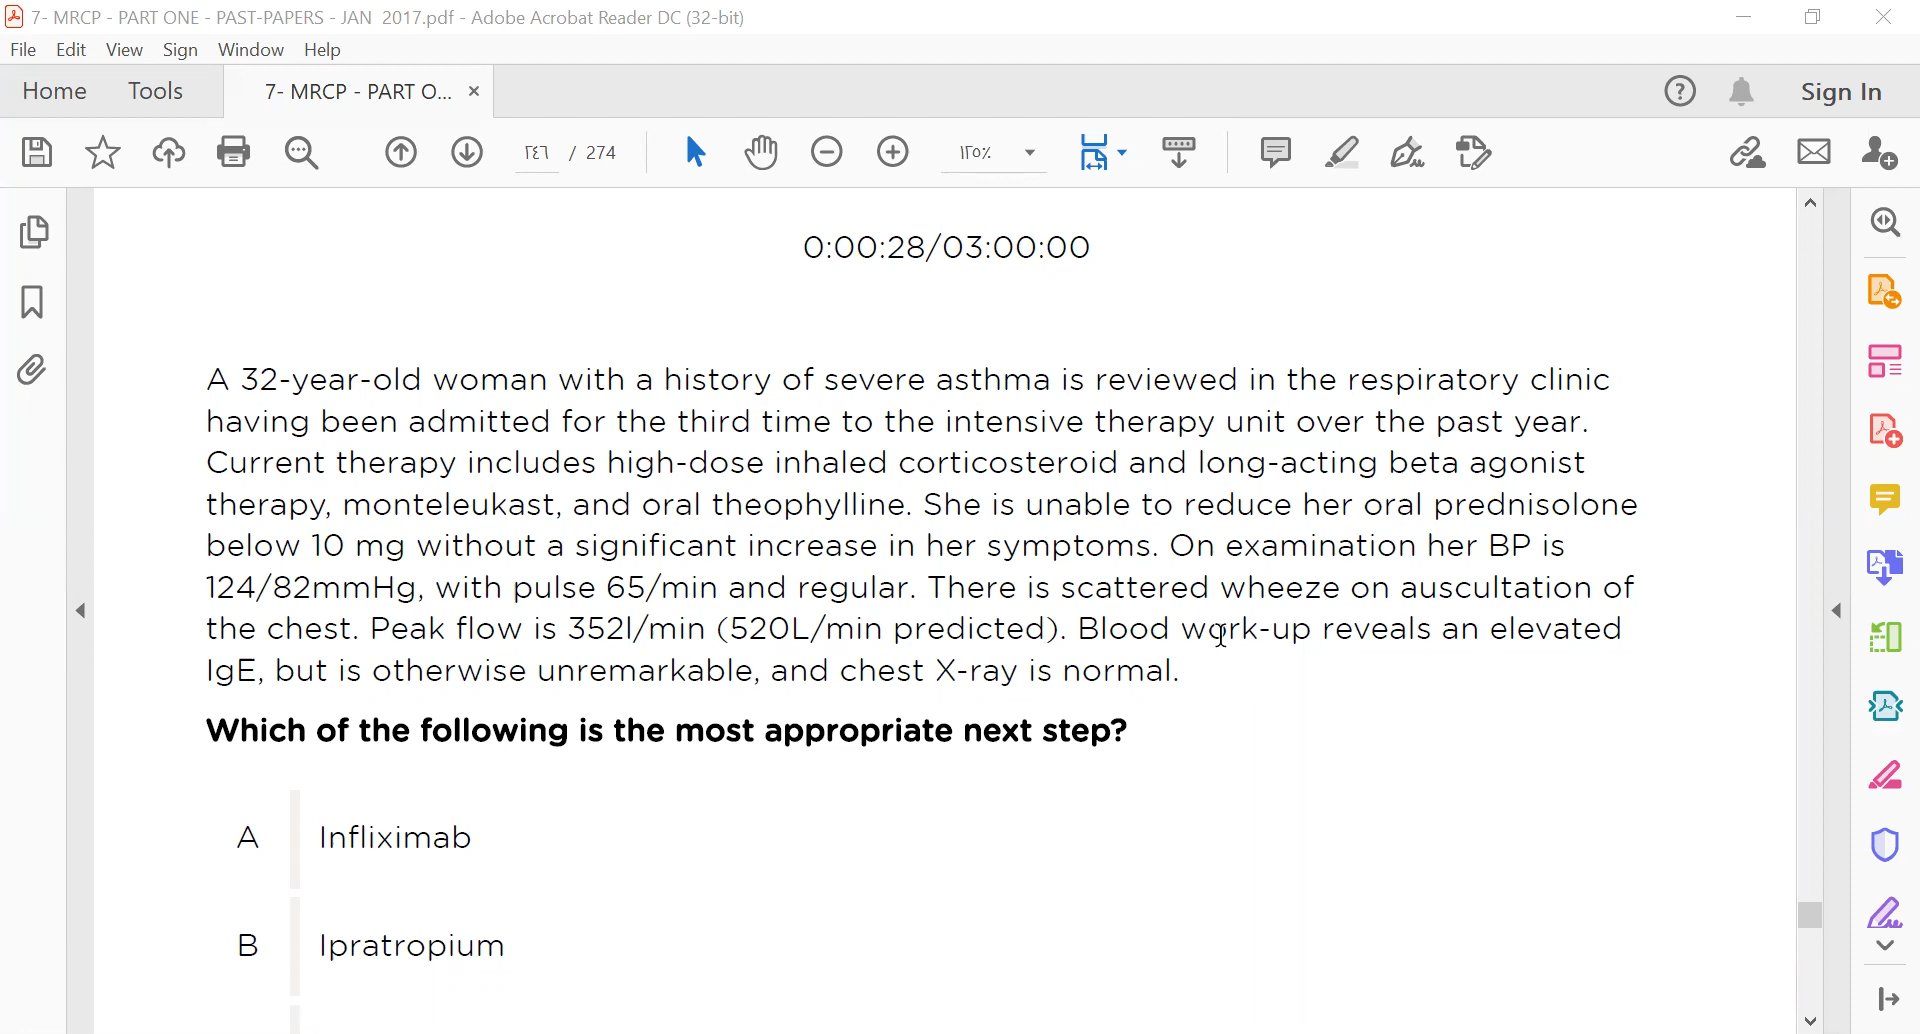 7- MRCP - PART ONE - PAST-PAPERS - JAN 2017.pdf - Adobe Acrobat Reader DC (32-bit)
File Edit View Sign Window Help
Home Tools 7- MRCP - PART O... × Sign In
٢٤٦ / 274 ١٢٥٪
0:00:28/03:00:00
A 32-year-old woman with a history of severe asthma is reviewed in the respiratory clinic
having been admitted for the third time to the intensive therapy unit over the past year.
Current therapy includes high-dose inhaled corticosteroid and long-acting beta agonist
therapy, monteleukast, and oral theophylline. She is unable to reduce her oral prednisolone
below 10 mg without a significant increase in her symptoms. On examination her BP is
124/82mmHg, with pulse 65/min and regular. There is scattered wheeze on auscultation of
the chest. Peak flow is 352l/min (520L/min predicted). Blood work-up reveals an elevated
IgE, but is otherwise unremarkable, and chest X-ray is normal.
Which of the following is the most appropriate next step?
A Infliximab
B Ipratropium